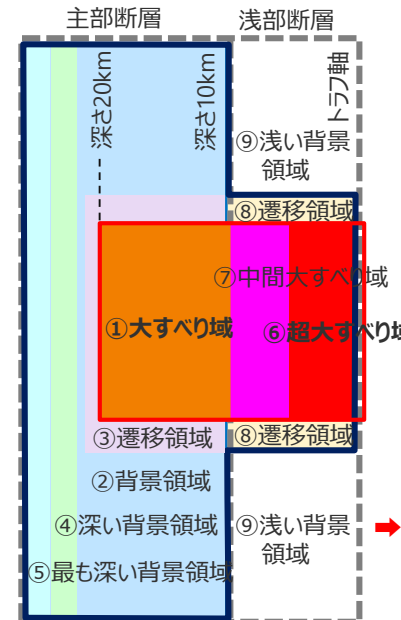 主部断層
浅部断層
深さ20km
深さ10km
トラフ軸
⑨浅い背景
領域
⑧遷移領域
⑦中間大すべり域
①大すべり域
⑥超大すべり域
③遷移領域
⑧遷移領域
②背景領域
④深い背景領域
⑨浅い背景
領域
⑤最も深い背景領域